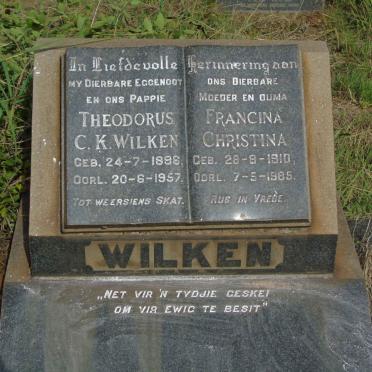 In Liefdevolle
My Dierbare Eggenoot
en ons Pappie
Theodorus
C.K. Wilken
Geb. 24-7-1886.
Oorl. 20-6-1957.
Tot weersiens Skat.
Herinnering aan
ons Dierbare
Moeder en Ouma
Francina
Christina
Geb. 28-9-1910.
Oorl. 7-5-1985.
Rus in Vrede.
WILKEN
„Net vir 'n tydjie geskei
om vir ewig te besit"